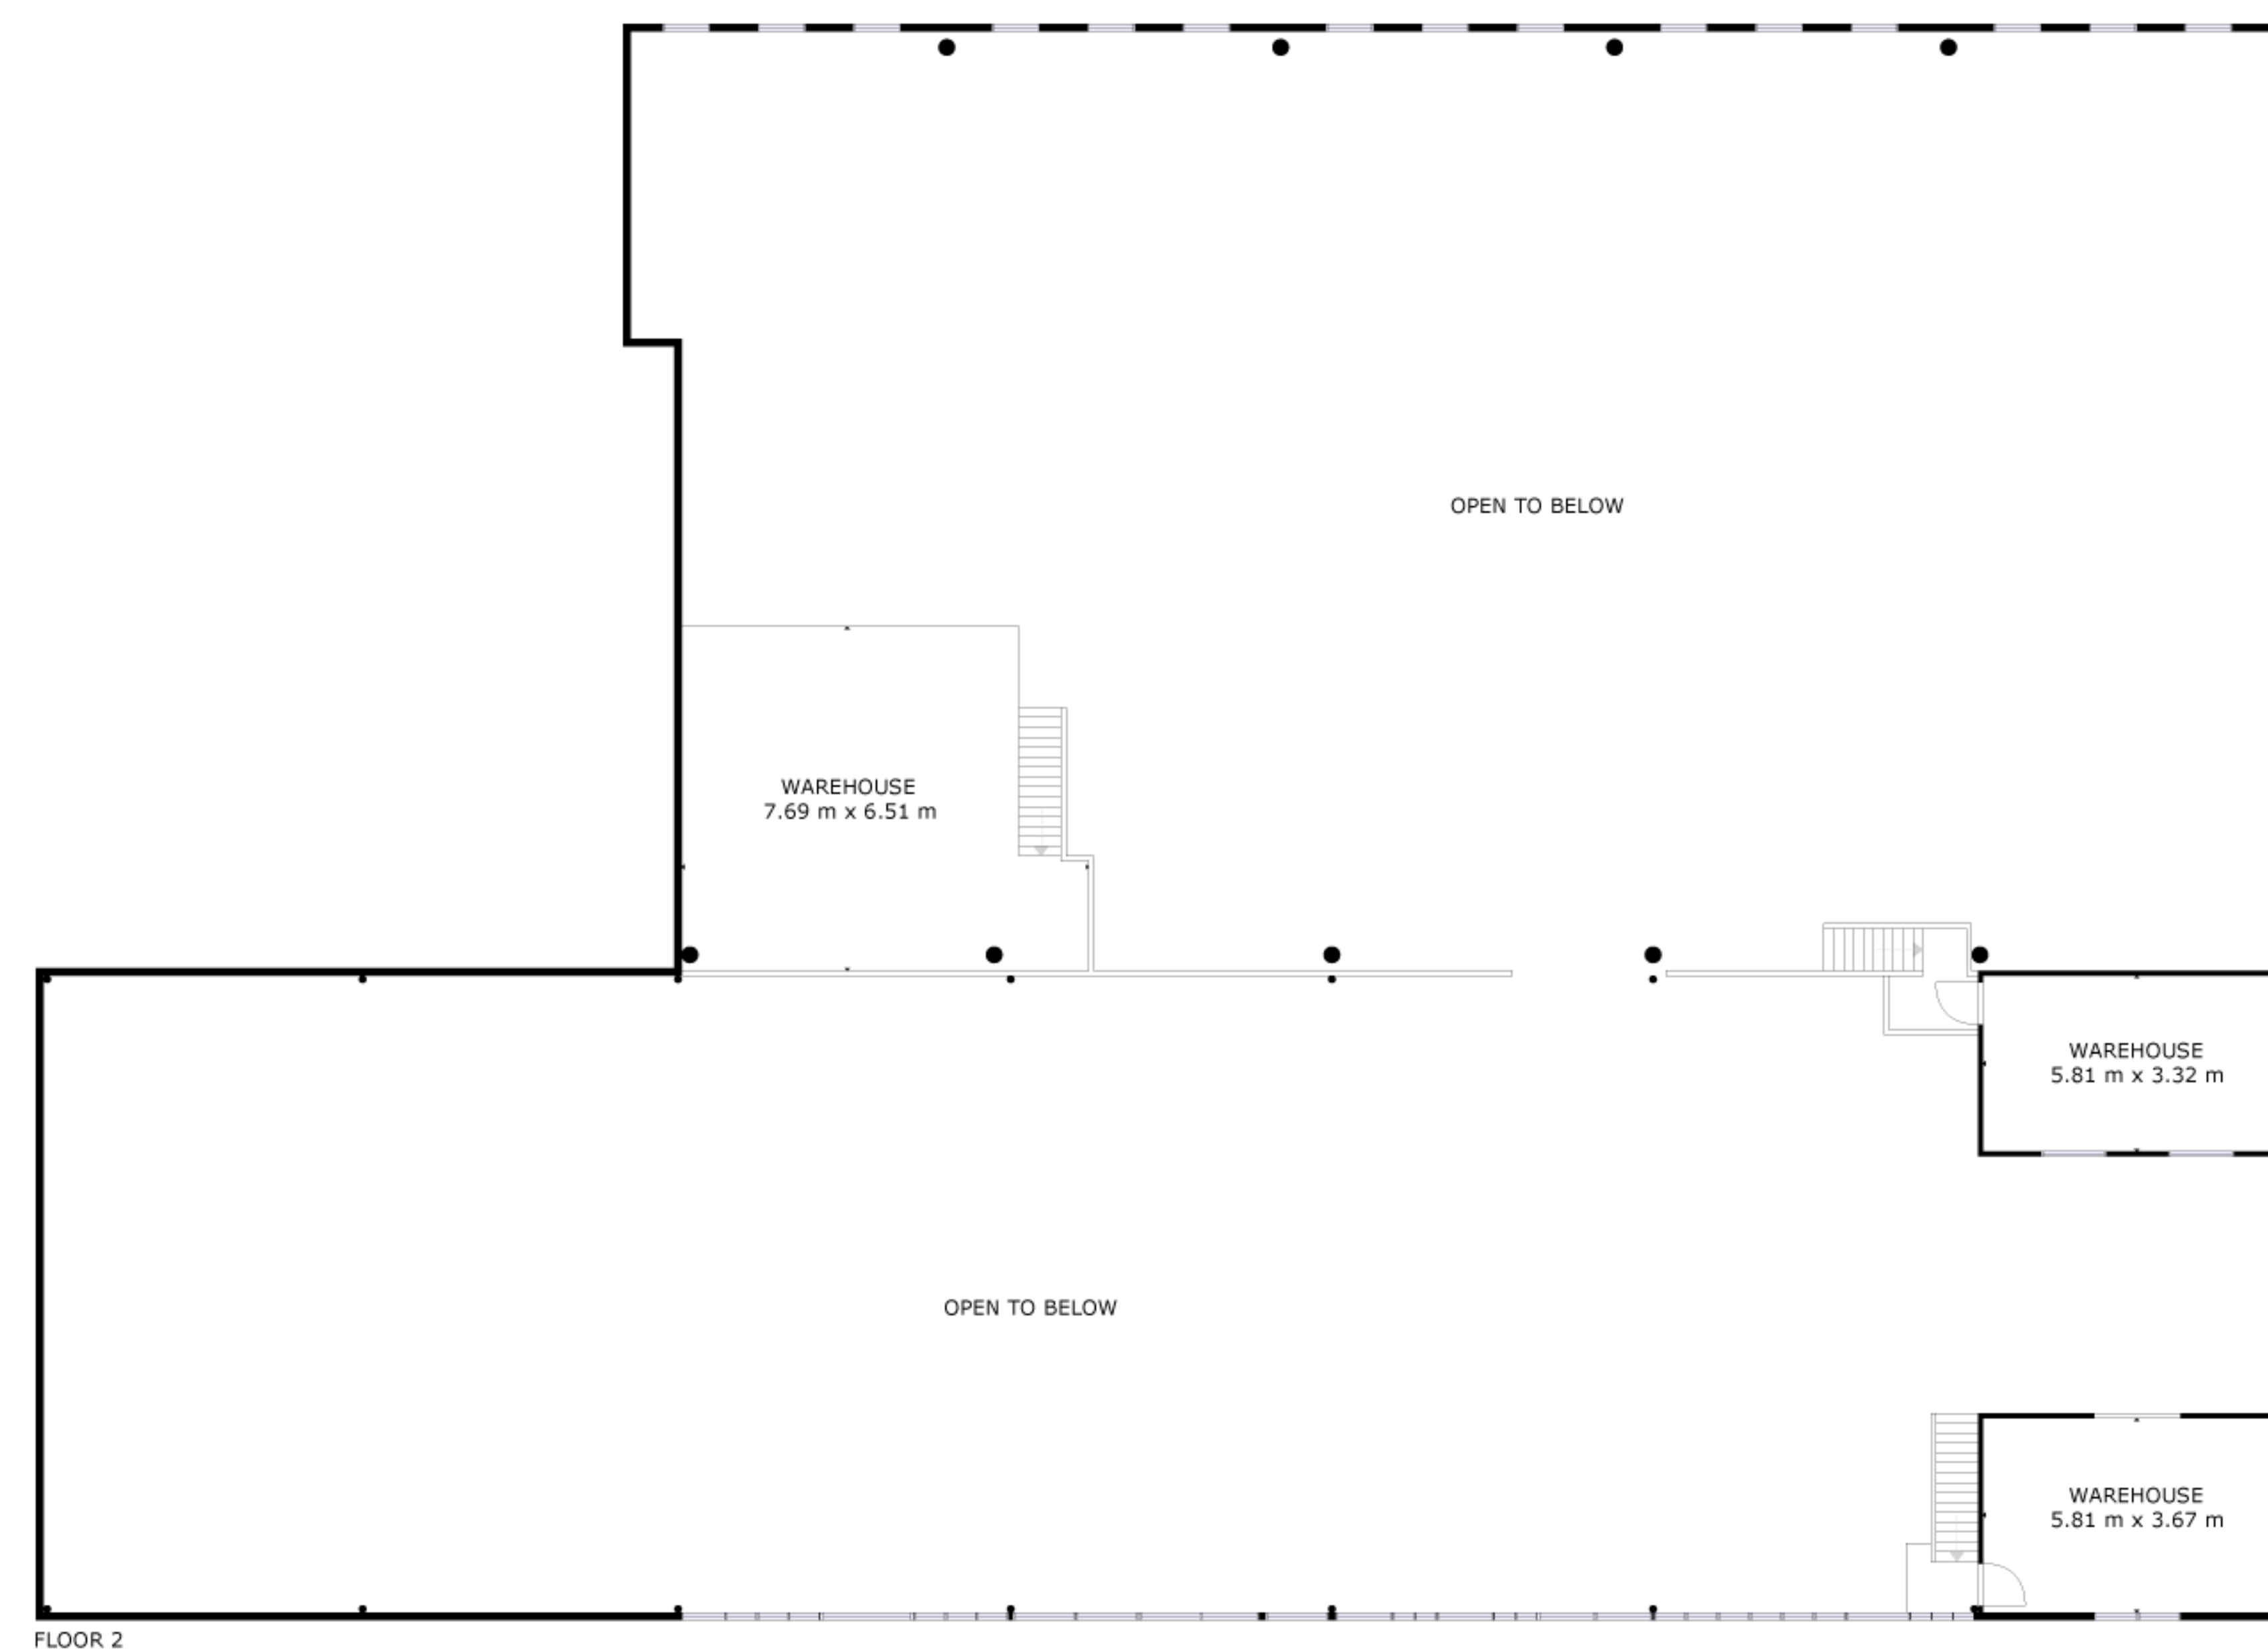 OPEN TO BELOW
WAREHOUSE
7.69 m x 6.51 m
WAREHOUSE
5.81 m x 3.32 m
OPEN TO BELOW
WAREHOUSE
5.81 m x 3.67 m
FLOOR 2